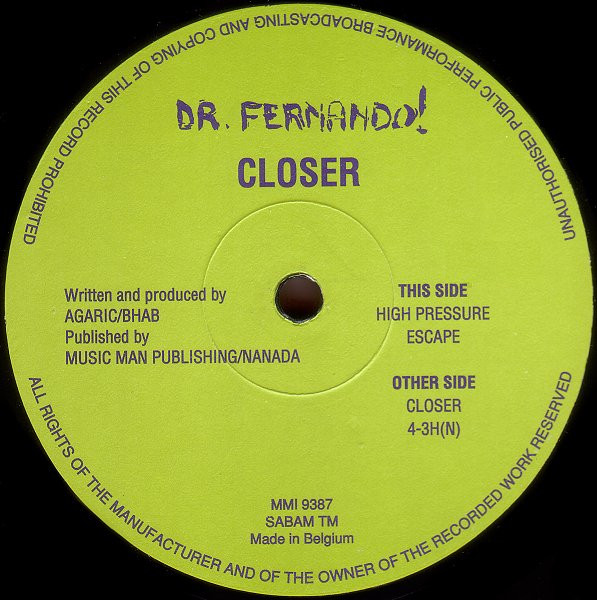 UNAUTHORISED PUBLIC PERFORMANCE BROADCASTING AND COPYING OF THIS RECORD PROHIBITED
DR. FERNANDO!
CLOSER
Written and produced by
AGARIC/BHAB
Published by
MUSIC MAN PUBLISHING/NANADA
THIS SIDE
HIGH PRESSURE
ESCAPE
OTHER SIDE
CLOSER
4-3H(N)
MMI 9387
SABAM TM
Made in Belgium
ALL RIGHTS OF THE MANUFACTURER AND OF THE OWNER OF THE RECORDED WORK RESERVED